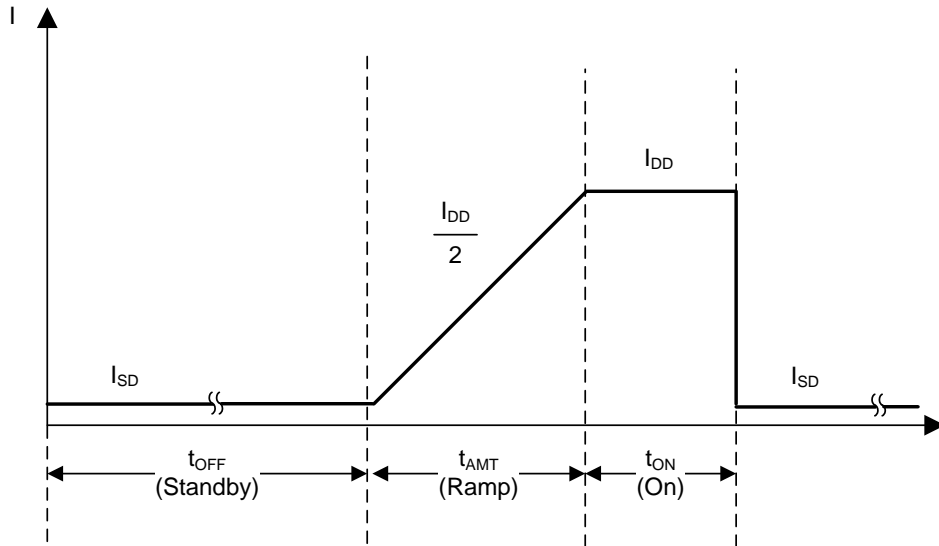 I
I_DD
I_DD
2
I_SD
I_SD
t_OFF
(Standby)
t_AMT
(Ramp)
t_ON
(On)